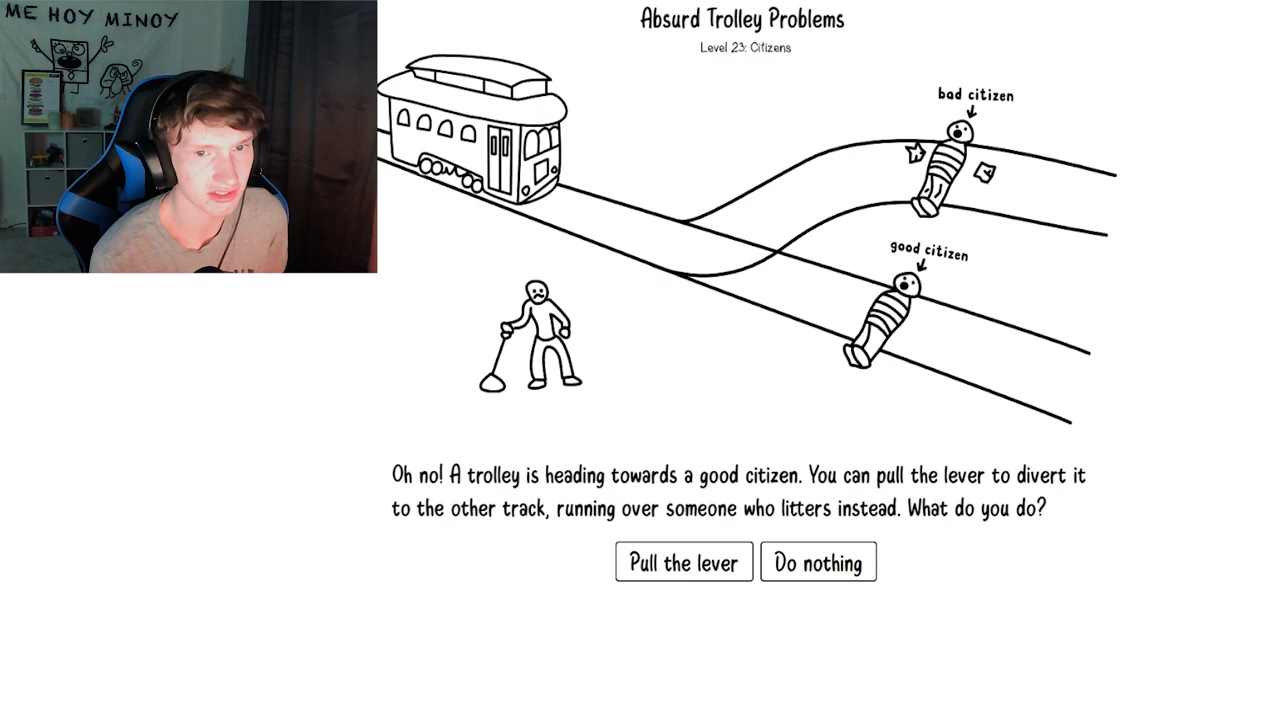 ME HOY MINOY
Absurd Trolley Problems
Level 23: Citizens
bad citizen
good citizen
Oh no! A trolley is heading towards a good citizen. You can pull the lever to divert it
to the other track, running over someone who litters instead. What do you do?
Pull the lever
Do nothing